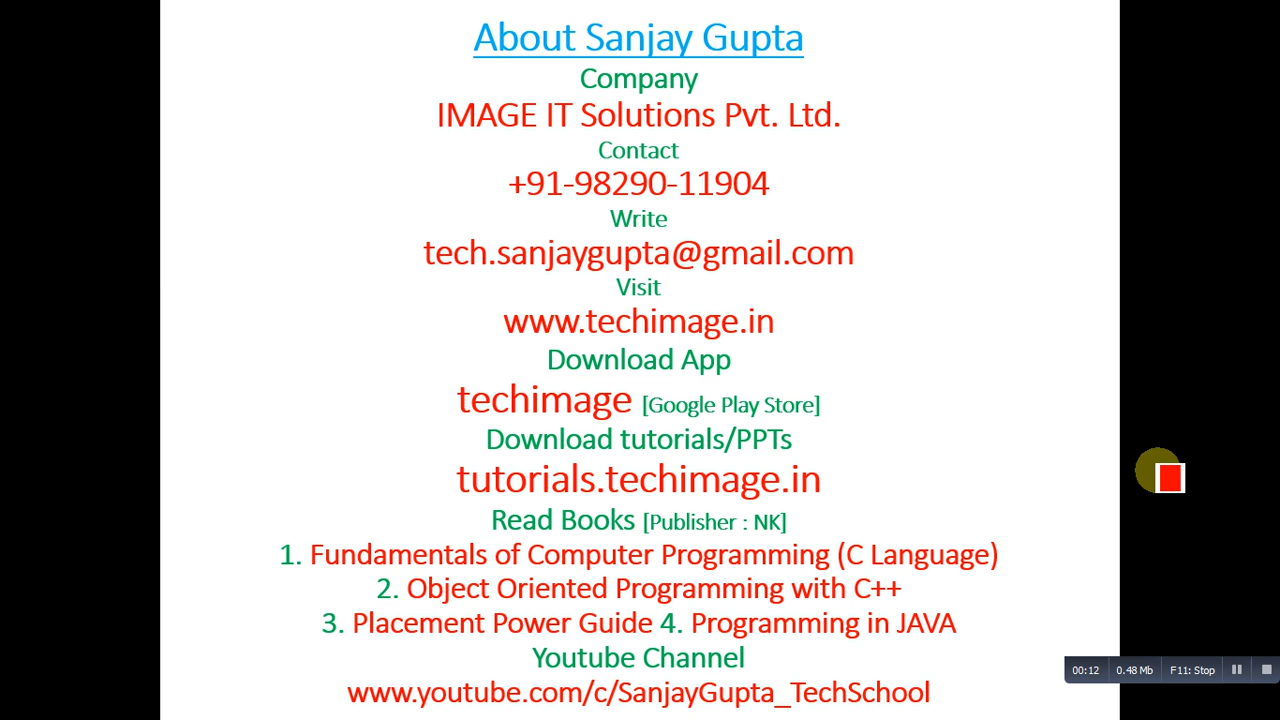 About Sanjay Gupta
Company
IMAGE IT Solutions Pvt. Ltd.
Contact
+91-98290-11904
Write
tech.sanjaygupta@gmail.com
Visit
www.techimage.in
Download App
techimage [Google Play Store]
Download tutorials/PPTs
tutorials.techimage.in
Read Books [Publisher : NK]
1. Fundamentals of Computer Programming (C Language)
2. Object Oriented Programming with C++
3. Placement Power Guide 4. Programming in JAVA
Youtube Channel
www.youtube.com/c/SanjayGupta_TechSchool
00:12 0.48 Mb F11: Stop